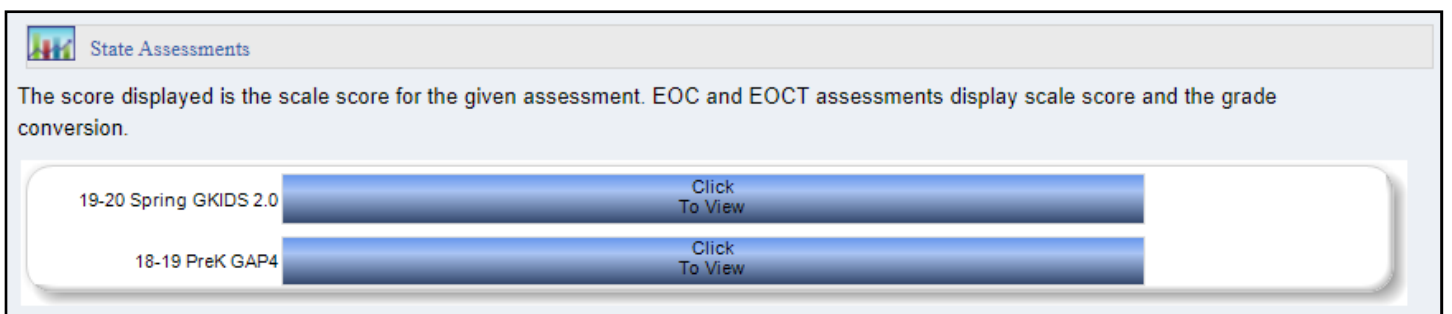 State Assessments
The score displayed is the scale score for the given assessment. EOC and EOCT assessments display scale score and the grade
conversion.
19-20 Spring GKIDS 2.0
Click
To View
18-19 PreK GAP4
Click
To View